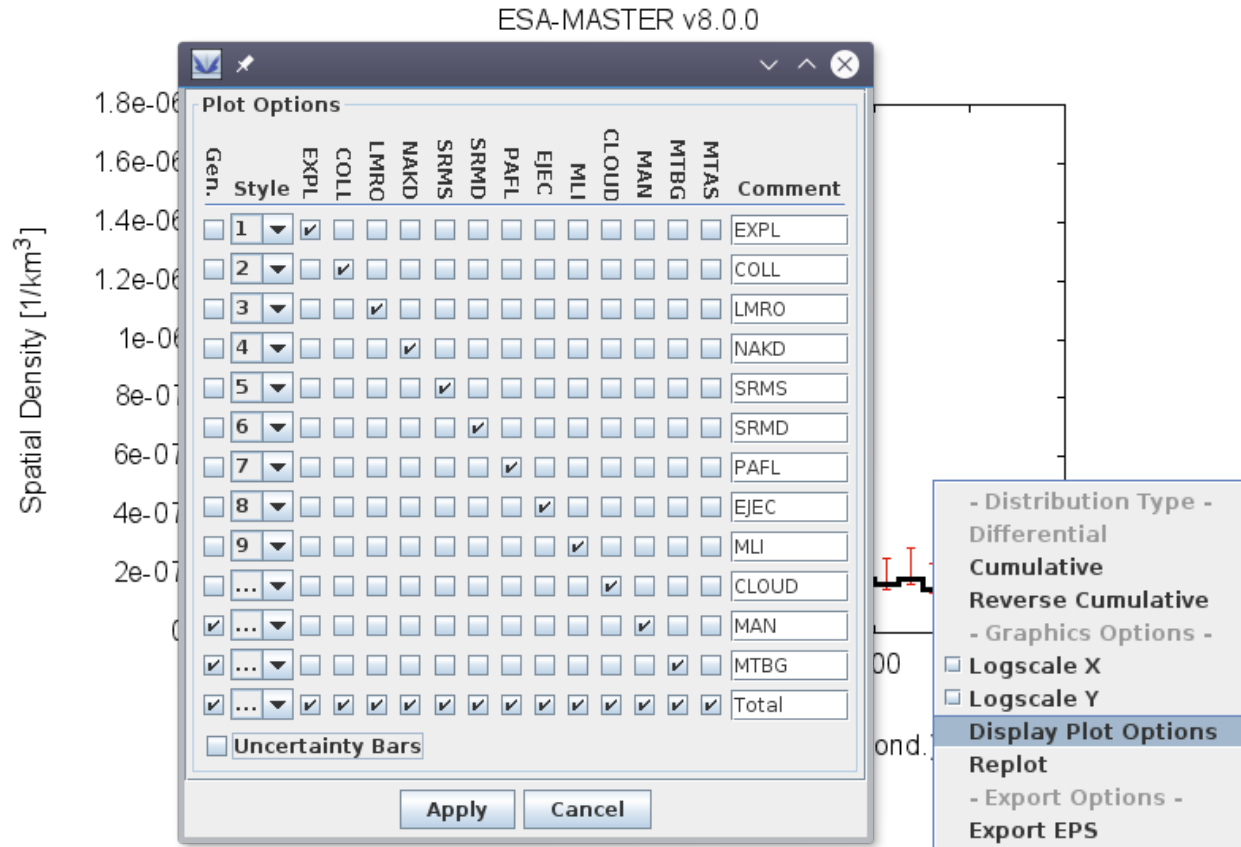 ESA-MASTER v8.0.0
Plot Options
Gen. Style EXPL COLL LMRO NAKD SRMS SRMD PAFL EJEC MLI CLOUD MAN MTBG MTAS Comment
1 EXPL
2 COLL
3 LMRO
4 NAKD
5 SRMS
6 SRMD
7 PAFL
8 EJEC
9 MLI
... CLOUD
... MAN
... MTBG
... Total
Uncertainty Bars
Apply Cancel
Spatial Density [1/km³]
1.8e-06
1.6e-06
1.4e-06
1.2e-06
1e-06
8e-07
6e-07
4e-07
2e-07
00
ond.
- Distribution Type -
Differential
Cumulative
Reverse Cumulative
- Graphics Options -
Logscale X
Logscale Y
Display Plot Options
Replot
- Export Options -
Export EPS